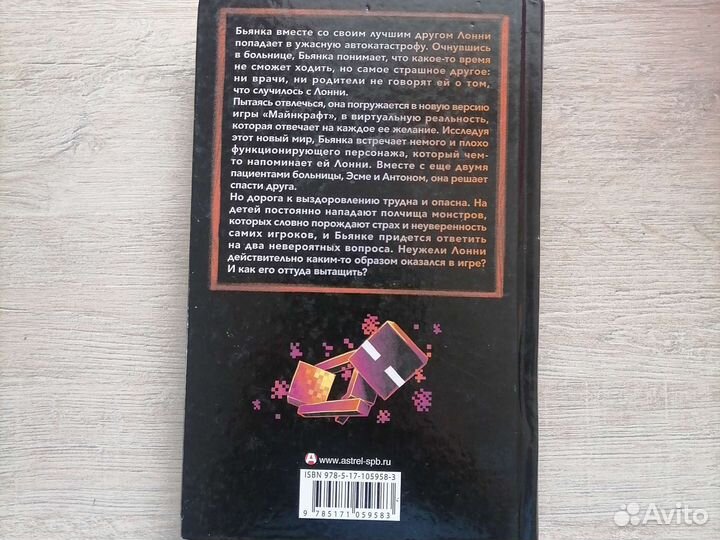 Бьянка вместе со своим лучшим другом Лонни
попадает в ужасную автокатастрофу. Очнувшись
в больнице, Бьянка понимает, что какое-то время
не сможет ходить, но самое страшное другое:
ни врачи, ни родители не говорят ей о том,
что случилось с Лонни.
Пытаясь отвлечься, она погружается в новую версию
игры «Майнкрафт», в виртуальную реальность,
которая отвечает на каждое ее желание. Исследуя
этот новый мир, Бьянка встречает немого и плохо
функционирующего персонажа, который чем-
то напоминает ей Лонни. Вместе с ещё двумя
пациентами больницы, Эсме и Антоном, она решает
спасти друга.
Но дорога к выздоровлению трудна и опасна. На
детей постоянно нападают полчища монстров,
которых словно порождают страх и неуверенность
самих игроков, и Бьянке придется ответить
на два невероятных вопроса. Неужели Лонни
действительно каким-то образом оказался в игре?
И как его оттуда вытащить?
www.astrel-spb.ru
ISBN 978-5-17-105958-3
9 785171 059583
Avito